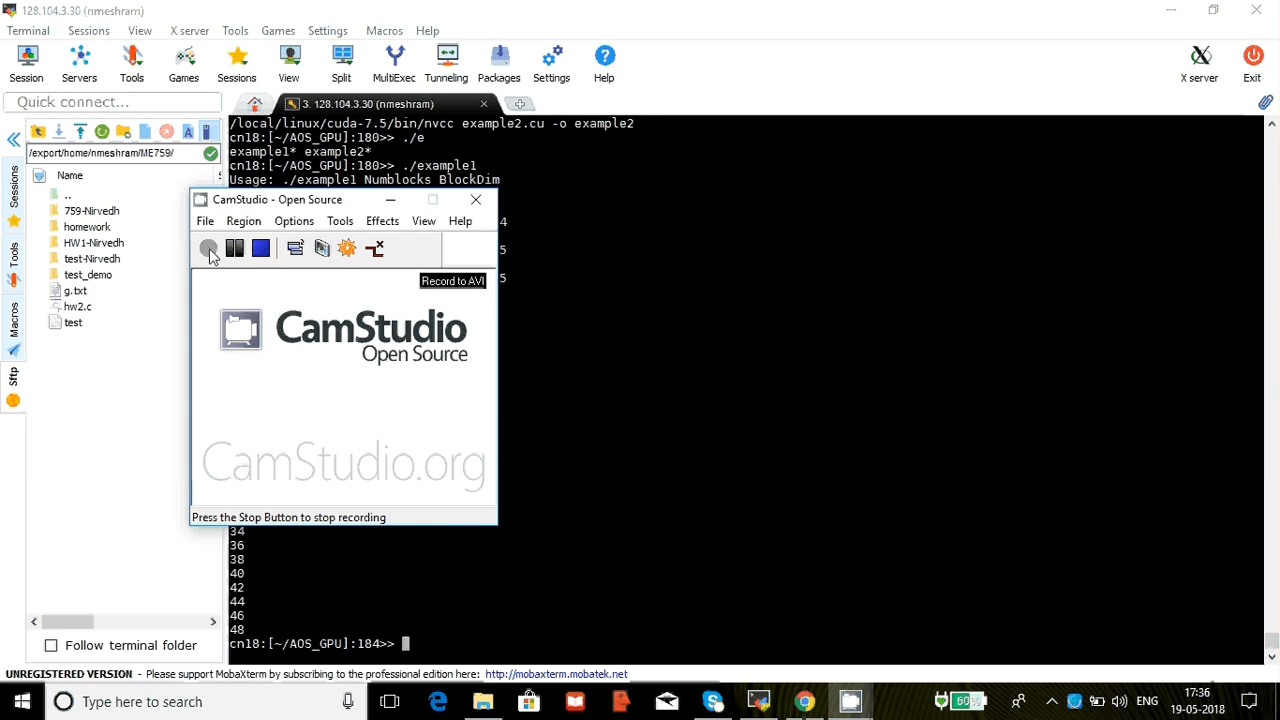 128.104.3.30 (nmeshram)
Terminal Sessions View X server Tools Games Settings Macros Help
Session Servers Tools Games Sessions View Split MultiExec Tunneling Packages Settings Help X server Exit
Quick connect...
3. 128.104.3.30 (nmeshram)
/export/home/nmeshram/ME759/
Name
..
759-Nirvedh
homework
HW1-Nirvedh
test-Nirvedh
test_demo
g.txt
hw2.c
test
Sessions
Tools
Macros
Sftp
Follow terminal folder
/local/linux/cuda-7.5/bin/nvcc example2.cu -o example2
cn18:[~/AOS_GPU]:180>> ./e
example1* example2*
cn18:[~/AOS_GPU]:180>> ./example1
Usage: ./example1 Numblocks BlockDim
4
5
5
CamStudio - Open Source
File Region Options Tools Effects View Help
Record to AVI
CamStudio
Open Source
CamStudio.org
Press the Stop Button to stop recording
34
36
38
40
42
44
46
48
cn18:[~/AOS_GPU]:184>>
UNREGISTERED VERSION - Please support MobaXterm by subscribing to the professional edition here: http://mobaxterm.mobatek.net
Type here to search
60%
ENG
17:36
19-05-2018